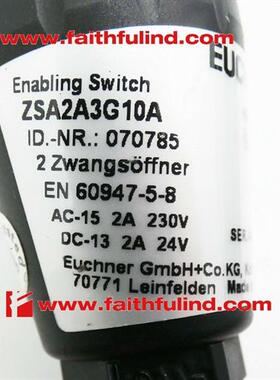 www.faithfulind.com
Enabling Switch
ZSA2A3G10A
ID.-NR.: 070785
2 Zwangsöffner
EN 60947-5-8
AC-15 2A 230V
DC-13 2A 24V
Euchner GmbH+Co.KG,
70771 Leinfelden Made
EUCH
SER
www.faithfulind.com